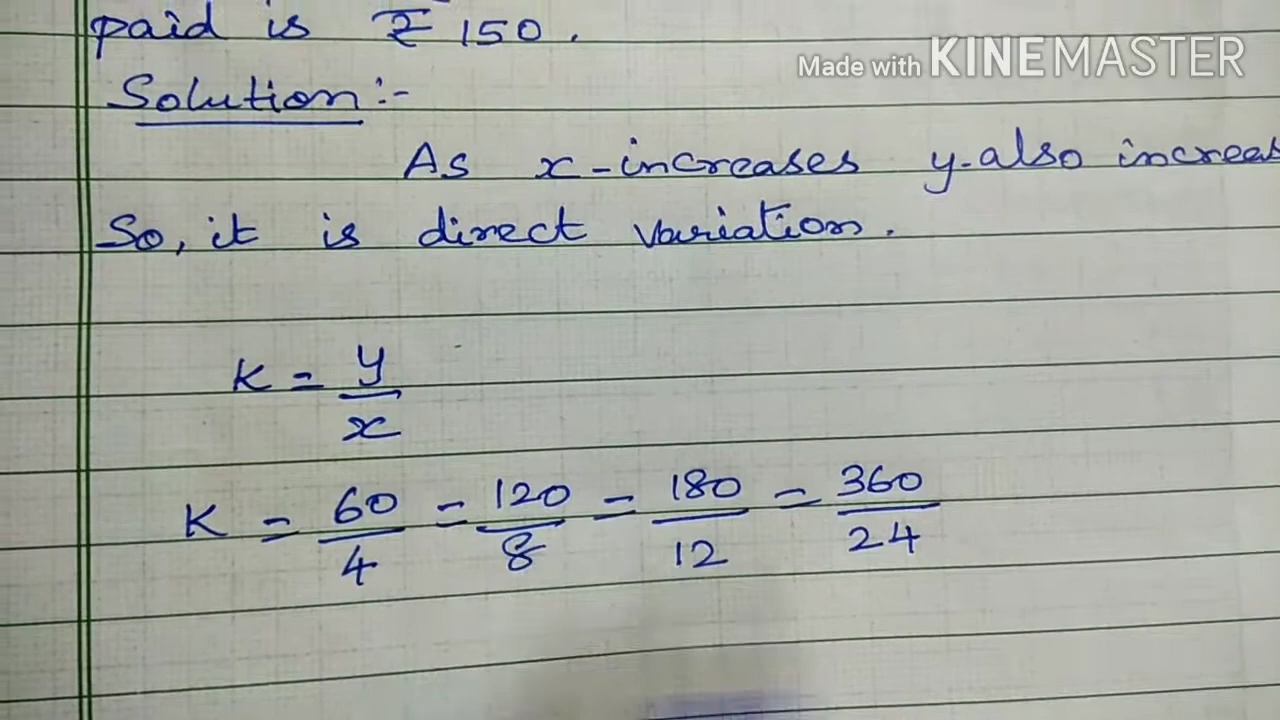 paid is ₹ 150.
Made with KINEMASTER
Solution :-
As x-increases y-also increas
So, it is direct variation.
K = y/x
K = 60/4 = 120/8 = 180/12 = 360/24